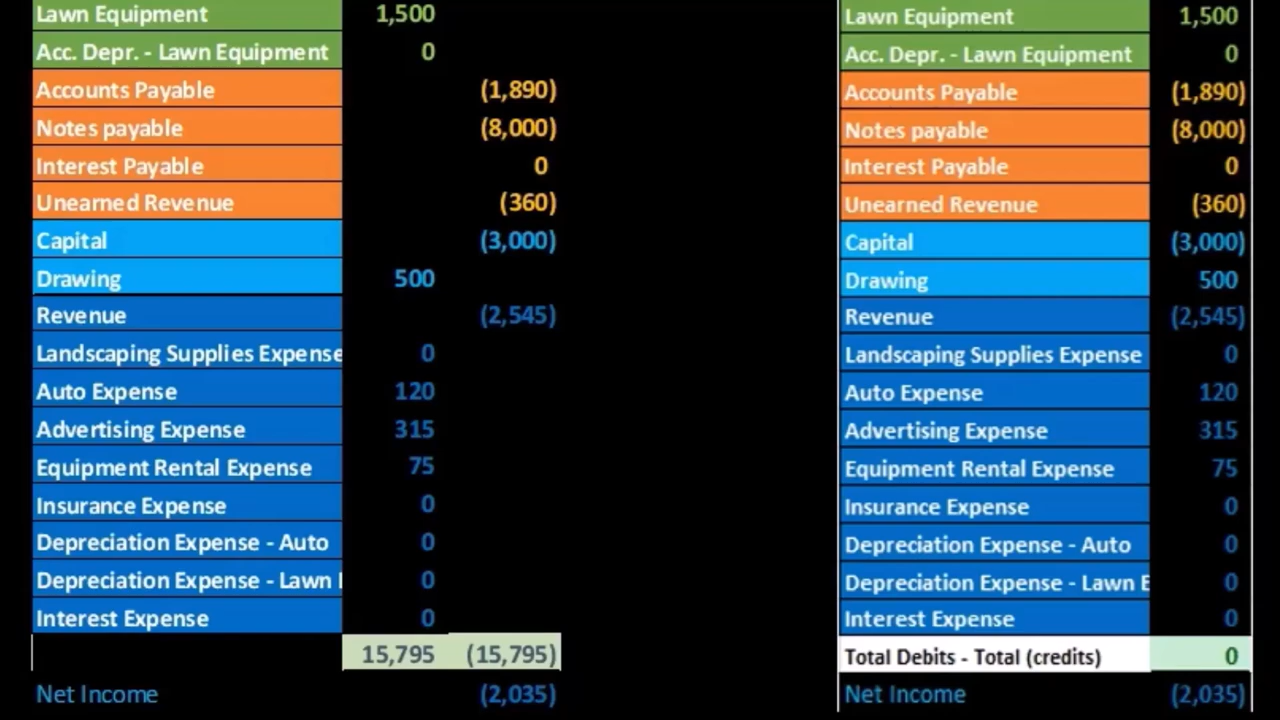 Lawn Equipment 1,500
Acc. Depr. - Lawn Equipment 0
Accounts Payable (1,890)
Notes payable (8,000)
Interest Payable 0
Unearned Revenue (360)
Capital (3,000)
Drawing 500
Revenue (2,545)
Landscaping Supplies Expense 0
Auto Expense 120
Advertising Expense 315
Equipment Rental Expense 75
Insurance Expense 0
Depreciation Expense - Auto 0
Depreciation Expense - Lawn 0
Interest Expense 0
15,795 (15,795)
Net Income (2,035)
Lawn Equipment 1,500
Acc. Depr. - Lawn Equipment 0
Accounts Payable (1,890)
Notes payable (8,000)
Interest Payable 0
Unearned Revenue (360)
Capital (3,000)
Drawing 500
Revenue (2,545)
Landscaping Supplies Expense 0
Auto Expense 120
Advertising Expense 315
Equipment Rental Expense 75
Insurance Expense 0
Depreciation Expense - Auto 0
Depreciation Expense - Lawn E 0
Interest Expense 0
Total Debits - Total (credits) 0
Net Income (2,035)